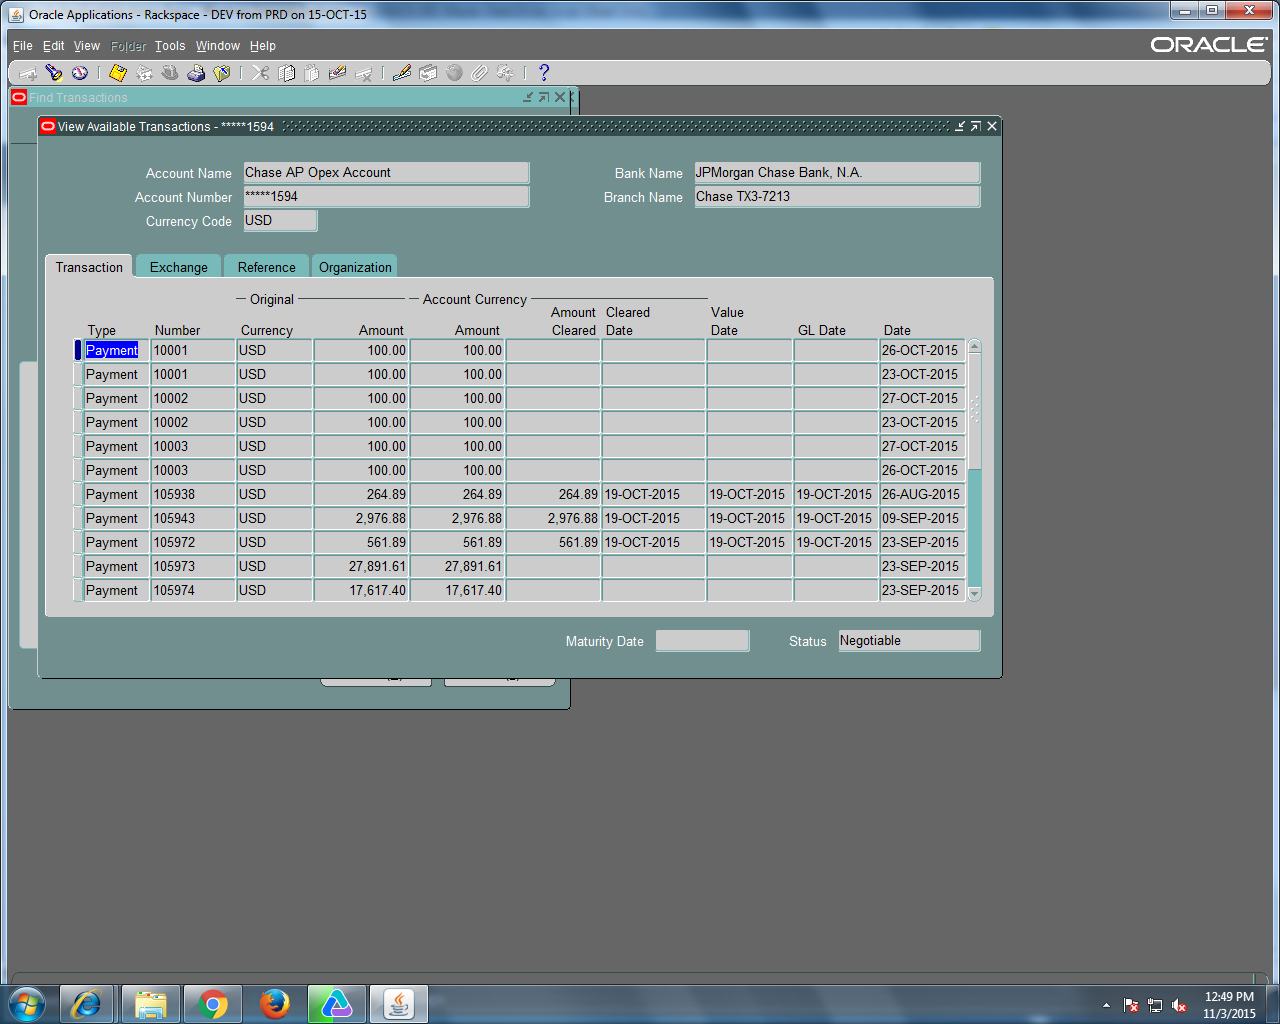 Oracle Applications - Rackspace - DEV from PRD on 15-OCT-15
File Edit View Folder Tools Window Help
ORACLE
Find Transactions
View Available Transactions - *****1594
Account Name Chase AP Opex Account Bank Name JPMorgan Chase Bank, N.A.
Account Number *****1594 Branch Name Chase TX3-7213
Currency Code USD
Transaction Exchange Reference Organization
Original Account Currency
Amount Cleared Value
Type Number Currency Amount Amount Cleared Date Date GL Date Date
Payment 10001 USD 100.00 100.00 26-OCT-2015
Payment 10001 USD 100.00 100.00 23-OCT-2015
Payment 10002 USD 100.00 100.00 27-OCT-2015
Payment 10002 USD 100.00 100.00 23-OCT-2015
Payment 10003 USD 100.00 100.00 27-OCT-2015
Payment 10003 USD 100.00 100.00 26-OCT-2015
Payment 105938 USD 264.89 264.89 264.89 19-OCT-2015 19-OCT-2015 19-OCT-2015 26-AUG-2015
Payment 105943 USD 2,976.88 2,976.88 2,976.88 19-OCT-2015 19-OCT-2015 19-OCT-2015 09-SEP-2015
Payment 105972 USD 561.89 561.89 561.89 19-OCT-2015 19-OCT-2015 19-OCT-2015 23-SEP-2015
Payment 105973 USD 27,891.61 27,891.61 23-SEP-2015
Payment 105974 USD 17,617.40 17,617.40 23-SEP-2015
Maturity Date Status Negotiable
12:49 PM
11/3/2015